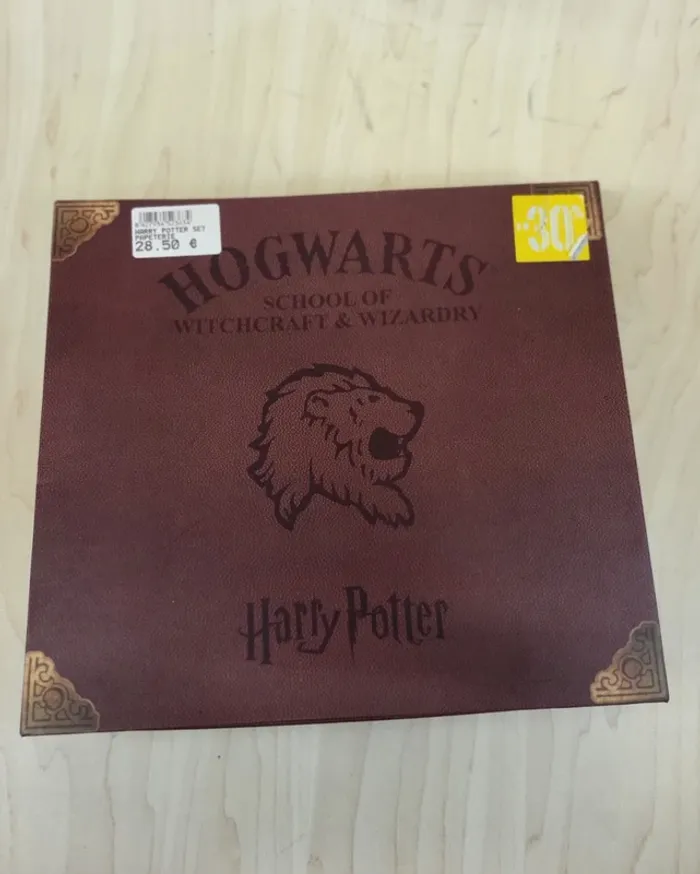 HARRY POTTER SET
PAPETERIE
28.50 €
-30%
HOGWARTS
SCHOOL OF
WITCHCRAFT & WIZARDRY
Harry Potter